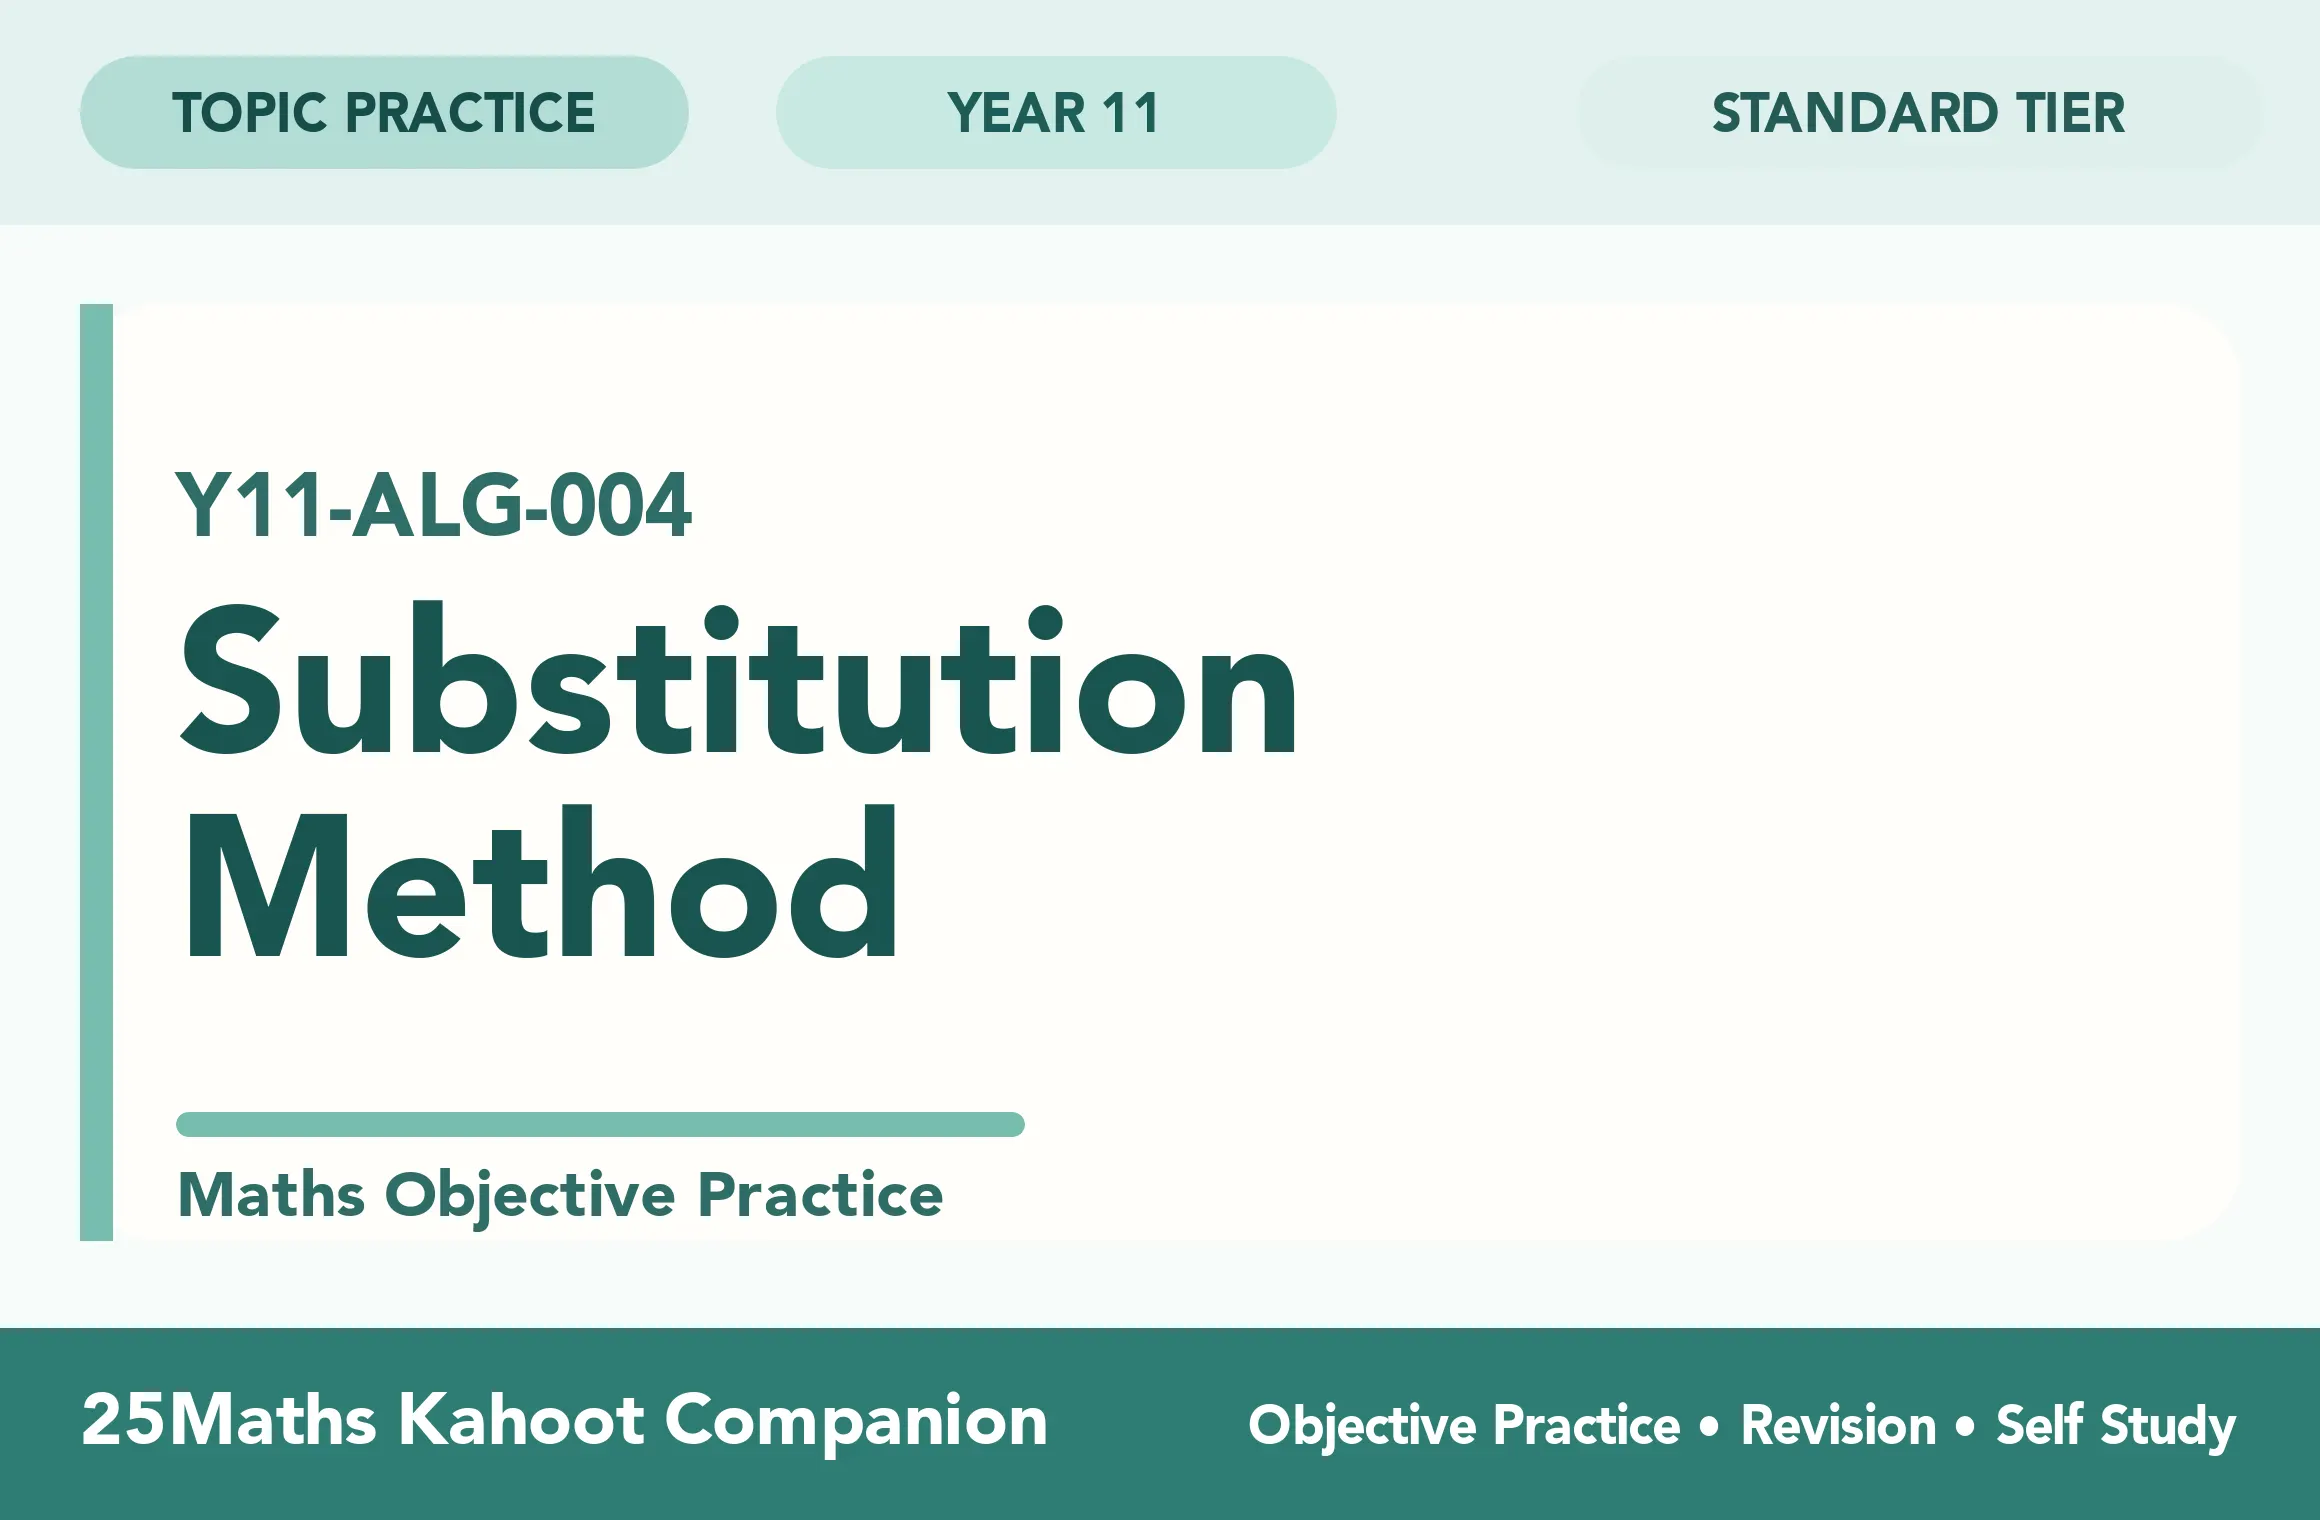 TOPIC PRACTICE
YEAR 11
STANDARD TIER
Y11-ALG-004
Substitution
Method
Maths Objective Practice
25Maths Kahoot Companion
Objective Practice • Revision • Self Study